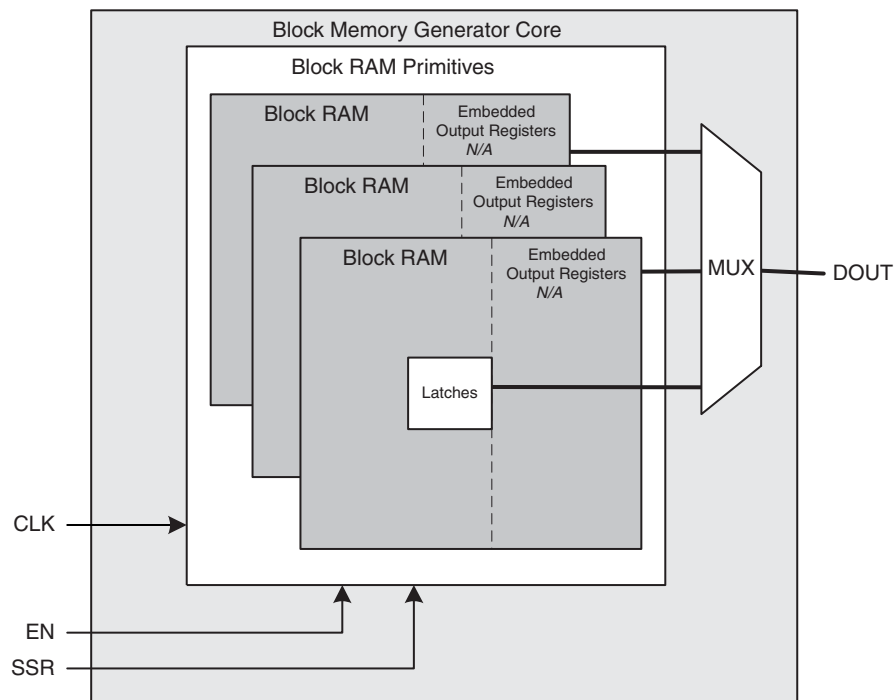 Block Memory Generator Core
Block RAM Primitives
Block RAM
Embedded
Output Registers
N/A
Block RAM
Embedded
Output Registers
N/A
Block RAM
Embedded
Output Registers
N/A
MUX
DOUT
Latches
CLK
EN
SSR